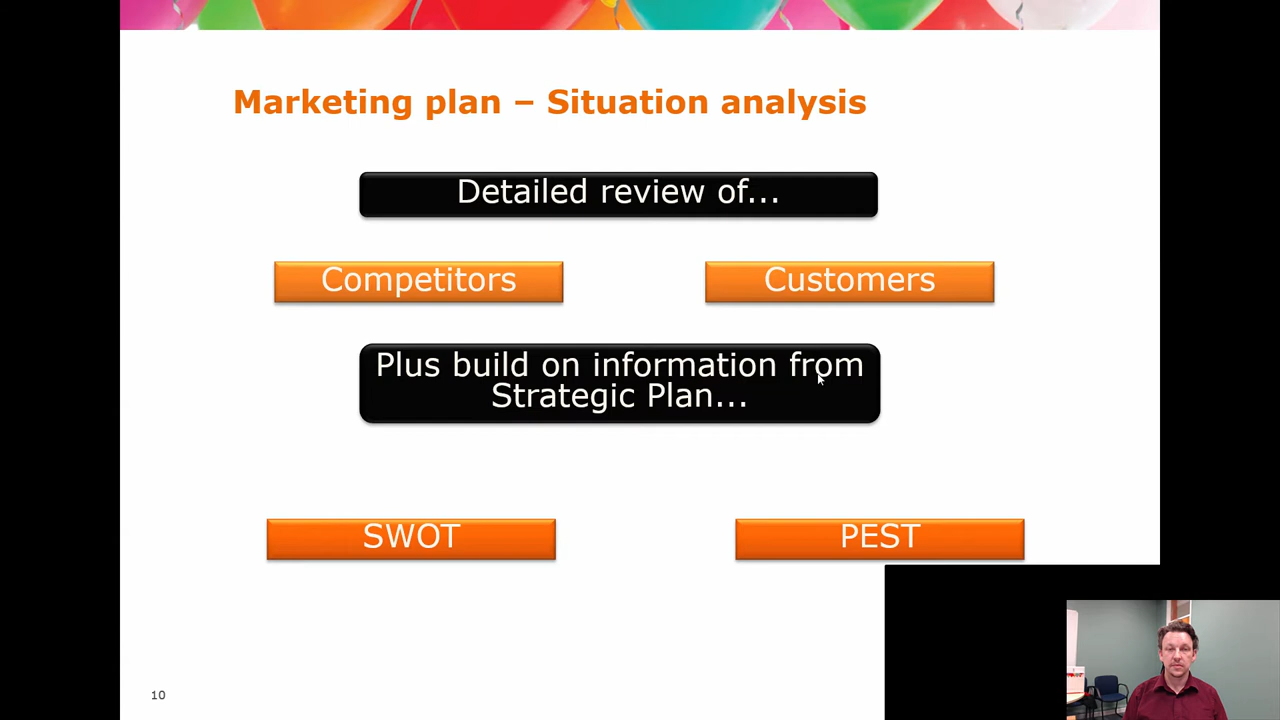 Marketing plan – Situation analysis
Detailed review of...
Competitors
Customers
Plus build on information from
Strategic Plan...
SWOT
PEST
10